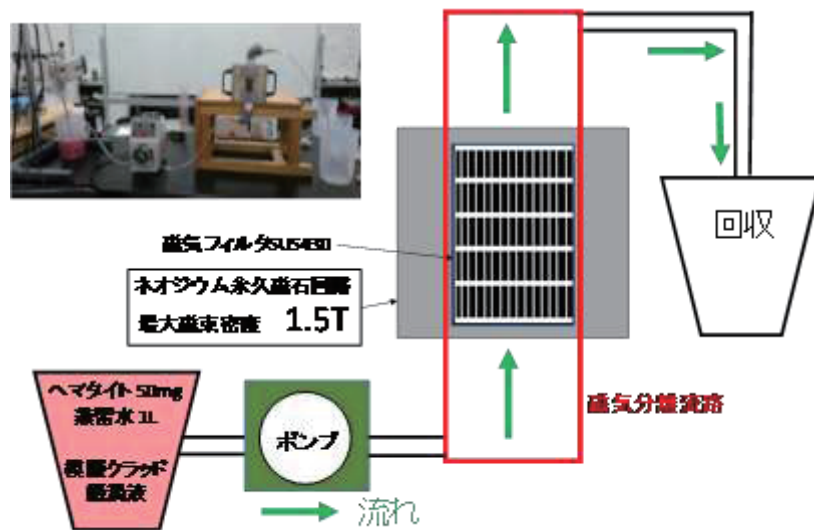 回収
磁気フィルタSUS430
ネオジウム永久磁石回路
最大磁束密度 1.5T
磁気分離流路
ヘマタイト 50mg
蒸留水 1L
模擬クラッド
懸濁液
ポンプ
流れ